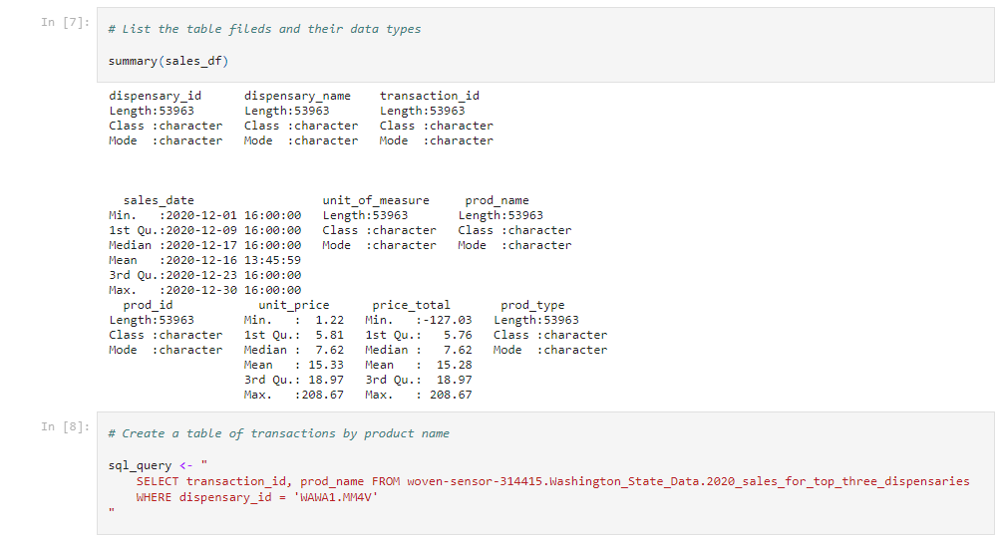 In [7]:
# List the table fileds and their data types
summary(sales_df)
dispensary_id dispensary_name transaction_id
Length:53963 Length:53963 Length:53963
Class :character Class :character Class :character
Mode :character Mode :character Mode :character
sales_date unit_of_measure prod_name
Min. :2020-12-01 16:00:00 Length:53963 Length:53963
1st Qu.:2020-12-09 16:00:00 Class :character Class :character
Median :2020-12-17 16:00:00 Mode :character Mode :character
Mean :2020-12-16 13:45:59
3rd Qu.:2020-12-23 16:00:00
Max. :2020-12-30 16:00:00
prod_id unit_price price_total prod_type
Length:53963 Min. : 1.22 Min. :-127.03 Length:53963
Class :character 1st Qu.: 5.81 1st Qu.: 5.76 Class :character
Mode :character Median : 7.62 Median : 7.62 Mode :character
Mean : 15.33 Mean : 15.28
3rd Qu.: 18.97 3rd Qu.: 18.97
Max. :208.67 Max. : 208.67
In [8]:
# Create a table of transactions by product name
sql_query <- "
SELECT transaction_id, prod_name FROM woven-sensor-314415.Washington_State_Data.2020_sales_for_top_three_dispensaries
WHERE dispensary_id = 'WAWA1.MM4V'
"